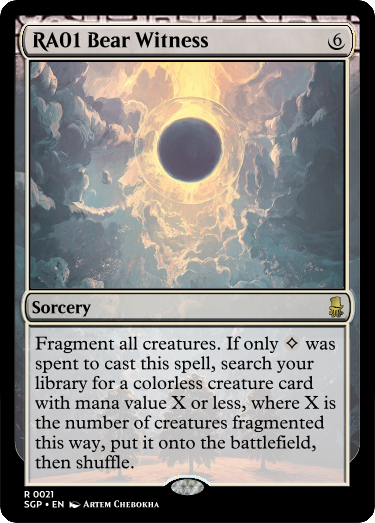 RA01 Bear Witness 6
Sorcery
Fragment all creatures. If only ◇ was
spent to cast this spell, search your
library for a colorless creature card
with mana value X or less, where X is
the number of creatures fragmented
this way, put it onto the battlefield,
then shuffle.
R 0021
SGP • EN Artem Chebokha